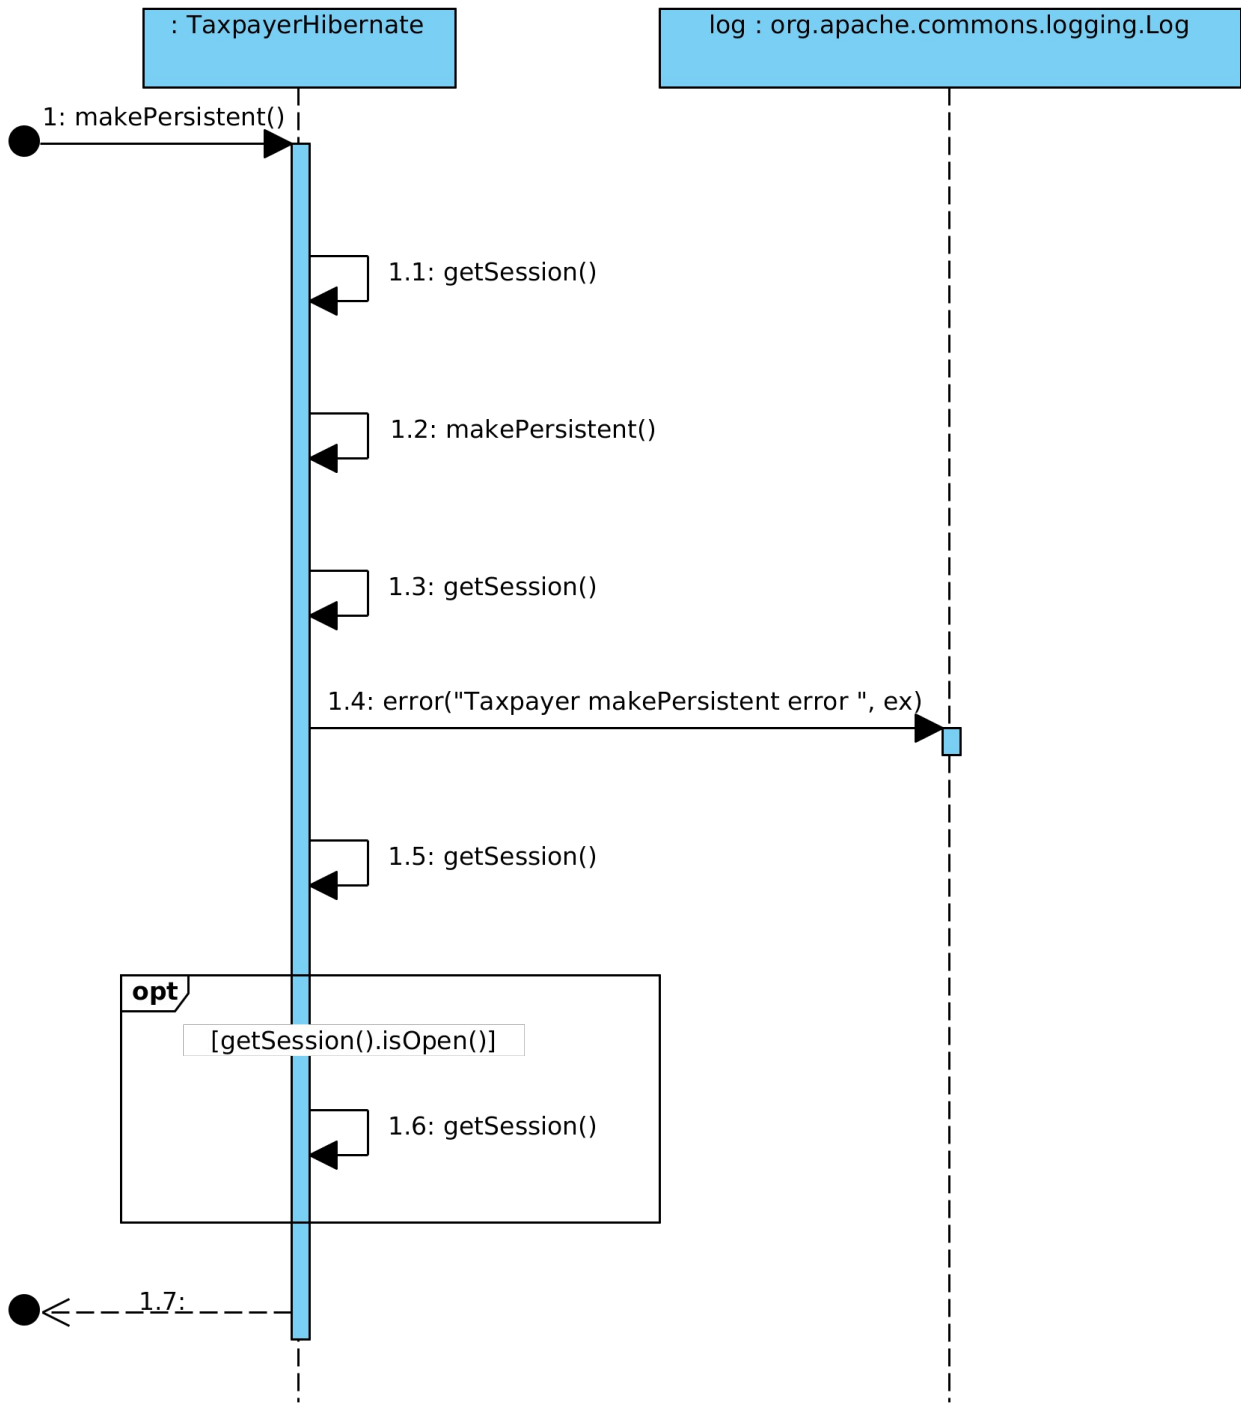 : TaxpayerHibernate
log : org.apache.commons.logging.Log
1: makePersistent()
1.1: getSession()
1.2: makePersistent()
1.3: getSession()
1.4: error("Taxpayer makePersistent error ", ex)
1.5: getSession()
opt
[getSession().isOpen()]
1.6: getSession()
1.7: